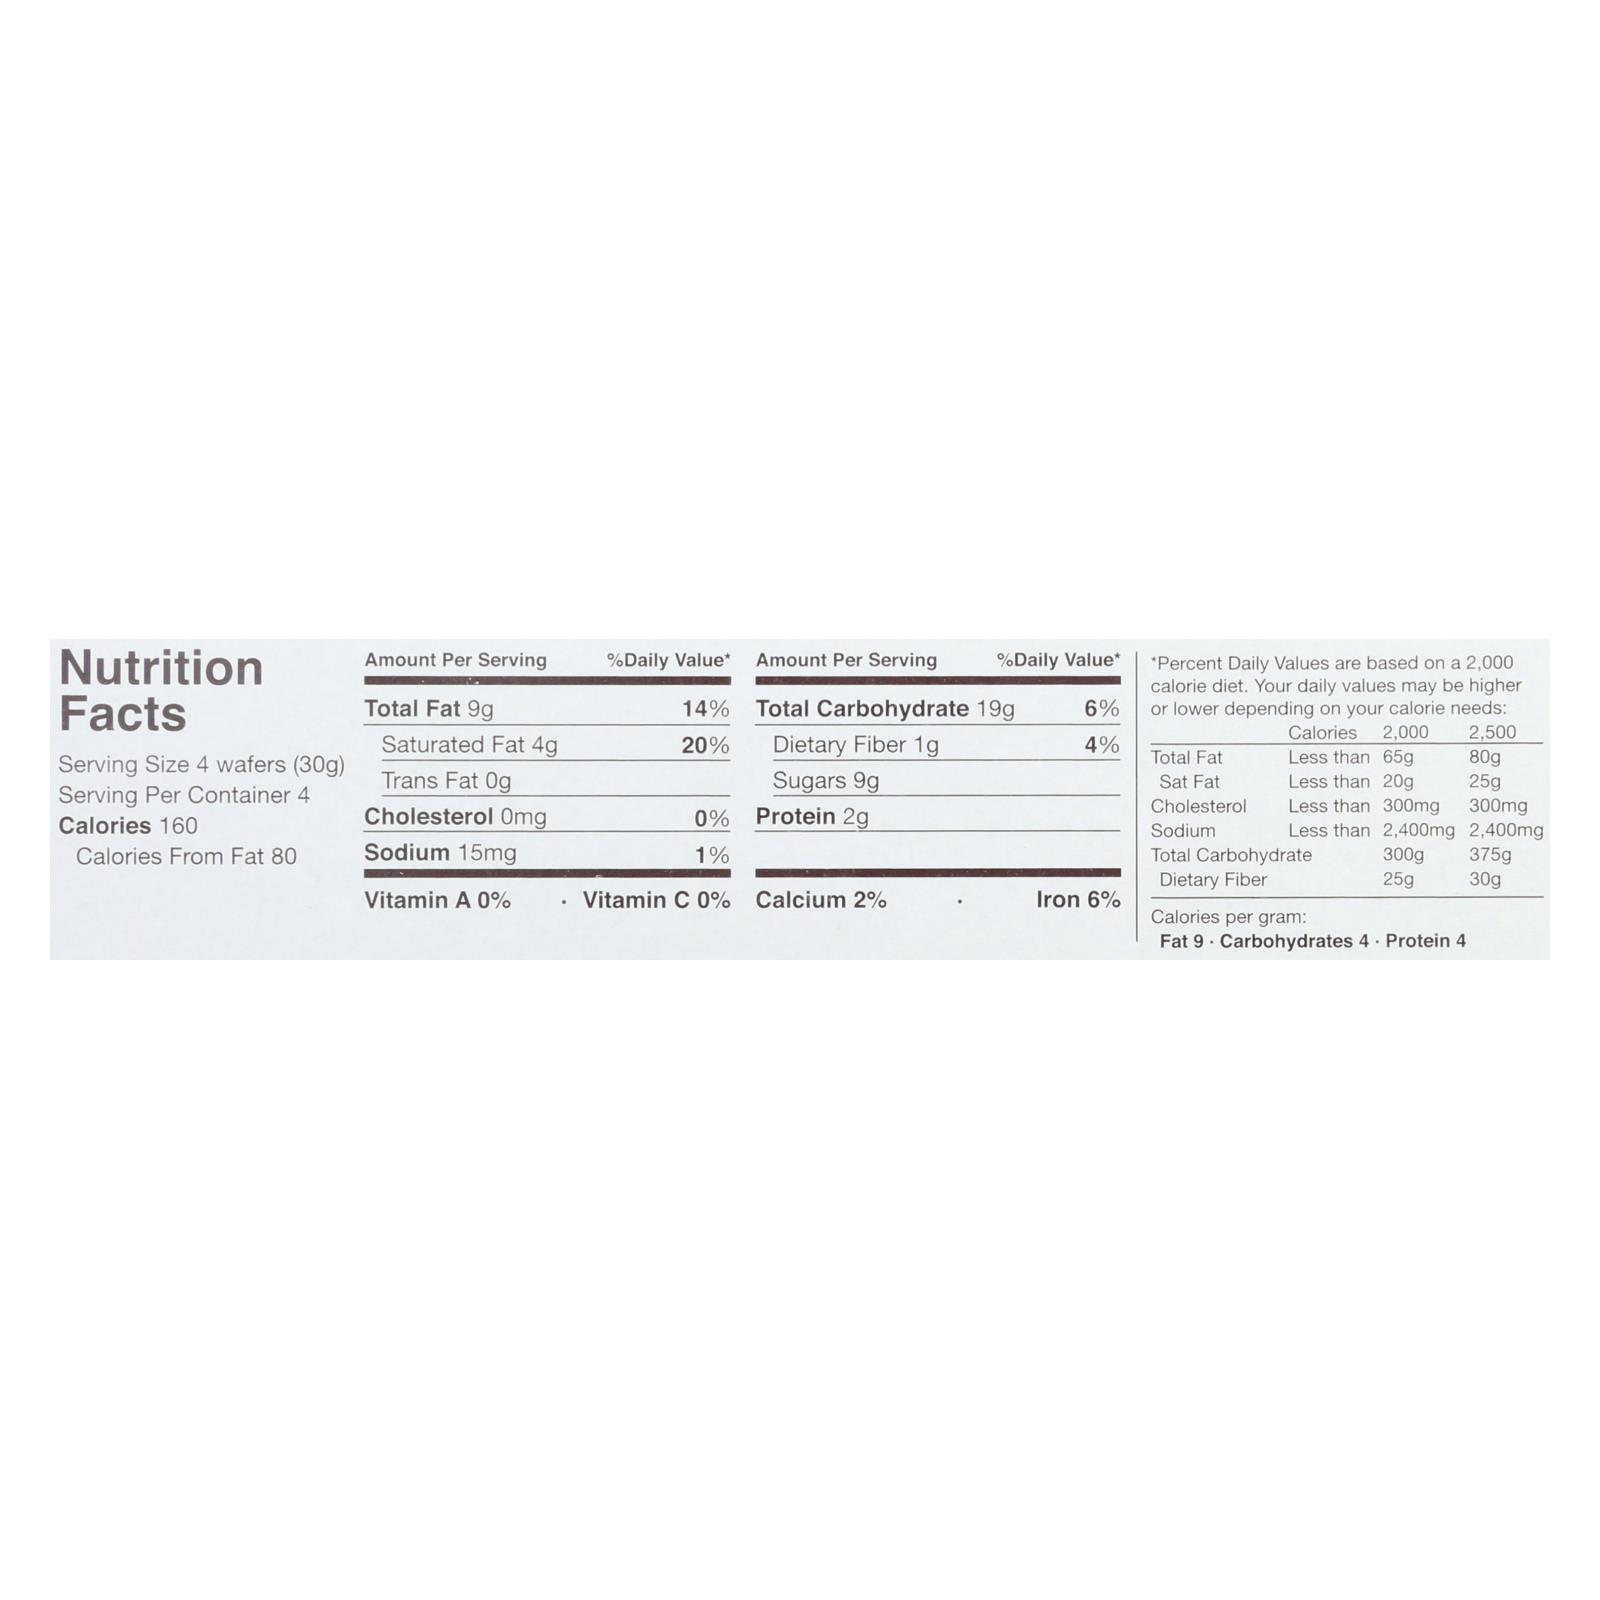 Nutrition
Facts
Serving Size 4 wafers (30g)
Serving Per Container 4
Calories 160
Calories From Fat 80
Amount Per Serving %Daily Value*
Total Fat 9g 14%
Saturated Fat 4g 20%
Trans Fat 0g
Cholesterol 0mg 0%
Sodium 15mg 1%
Vitamin A 0% · Vitamin C 0%
Amount Per Serving %Daily Value*
Total Carbohydrate 19g 6%
Dietary Fiber 1g 4%
Sugars 9g
Protein 2g
Calcium 2% · Iron 6%
*Percent Daily Values are based on a 2,000
calorie diet. Your daily values may be higher
or lower depending on your calorie needs:
Calories 2,000 2,500
Total Fat Less than 65g 80g
Sat Fat Less than 20g 25g
Cholesterol Less than 300mg 300mg
Sodium Less than 2,400mg 2,400mg
Total Carbohydrate 300g 375g
Dietary Fiber 25g 30g
Calories per gram:
Fat 9 · Carbohydrates 4 · Protein 4